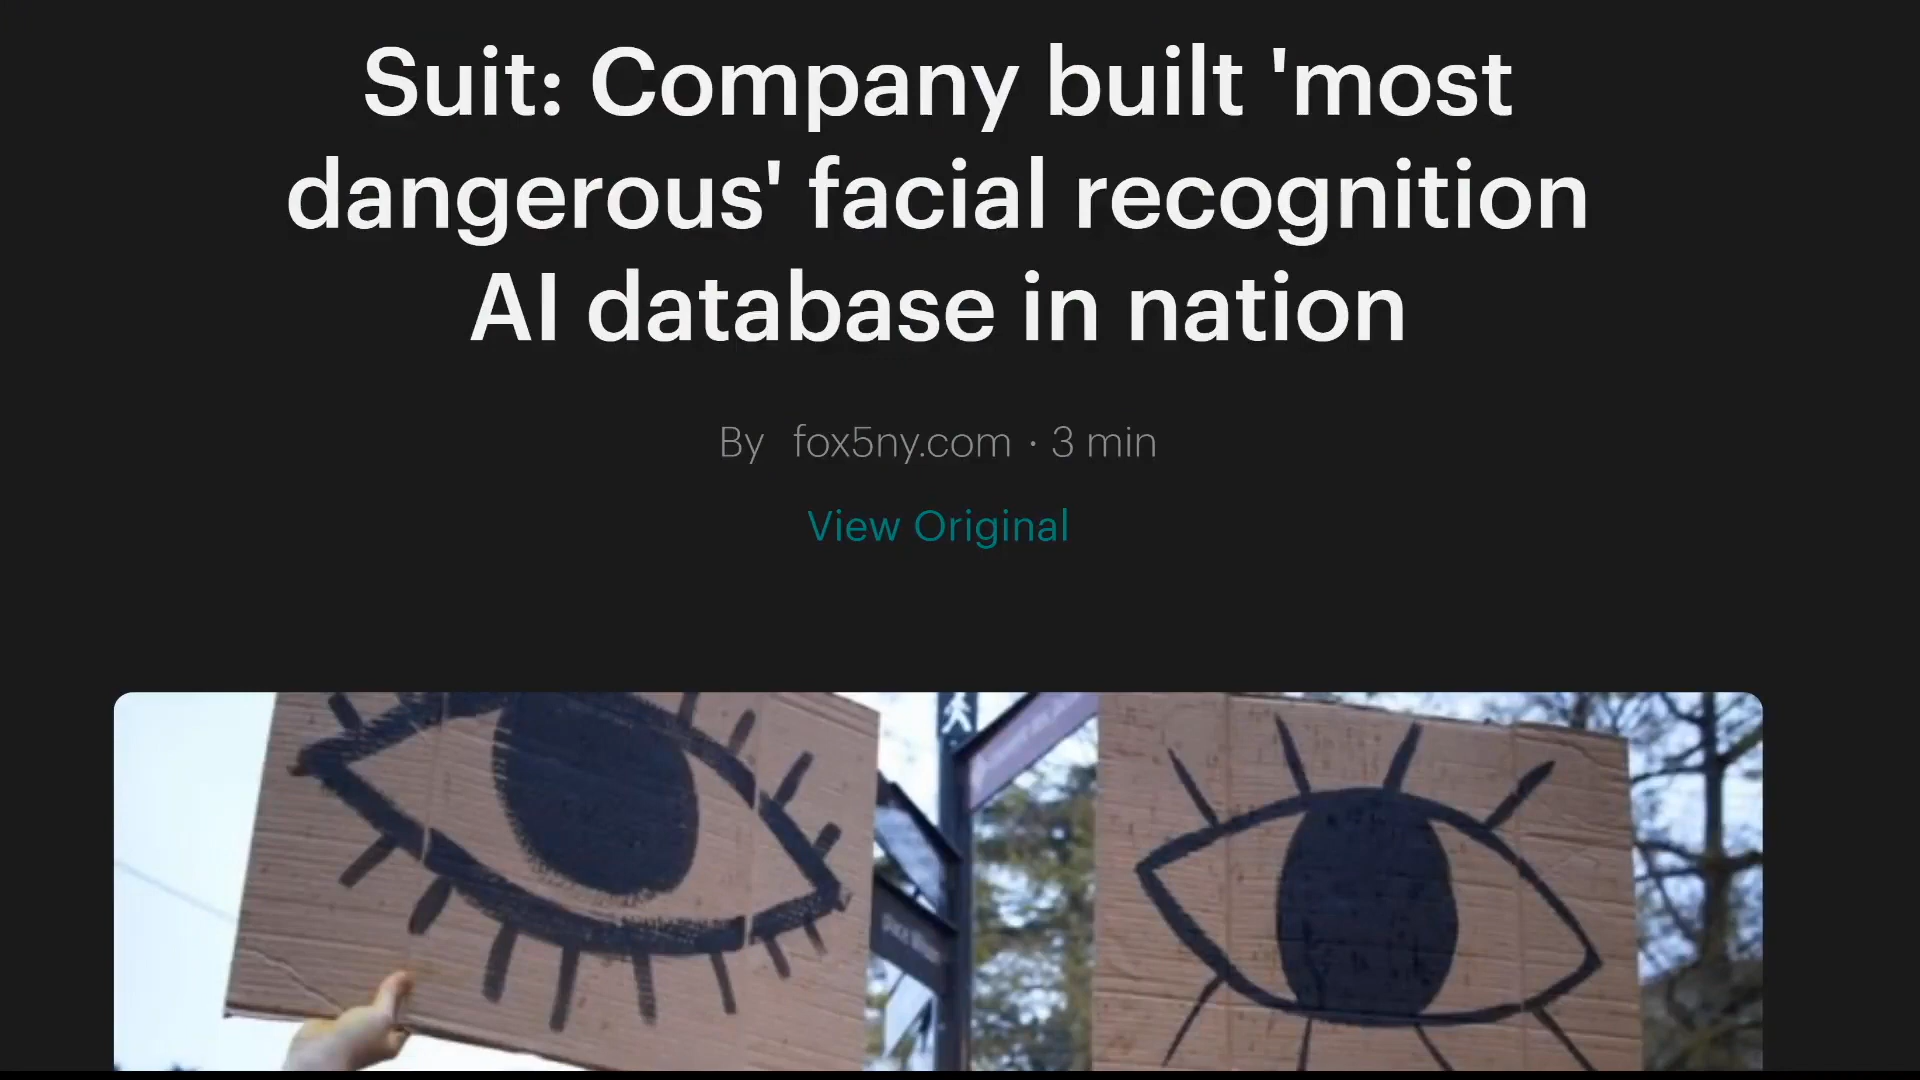 Suit: Company built 'most
dangerous' facial recognition
AI database in nation
By fox5ny.com · 3 min
View Original